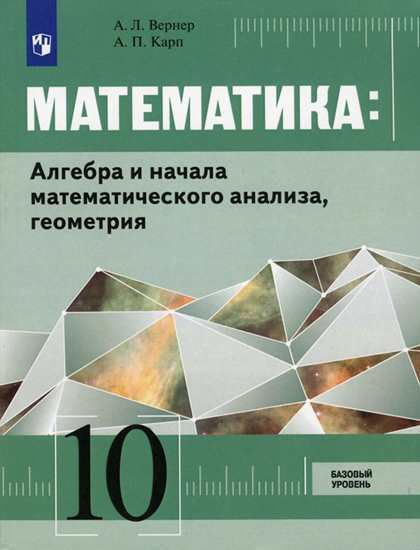 А. Л. Вернер
А. П. Карп
МАТЕМАТИКА:
Алгебра и начала
математического анализа,
геометрия
10
БАЗОВЫЙ
УРОВЕНЬ